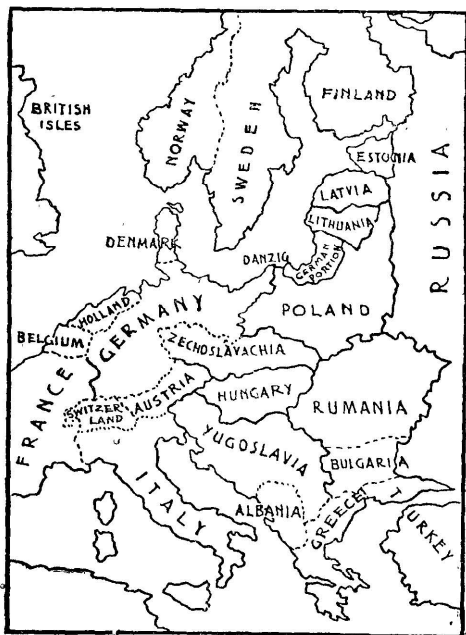 BRITISH
ISLES
NORWAY
SWEDEN
FINLAND
RUSSIA
ESTONIA
LATVIA
LITHUANIA
DENMARK
DANZIG
GERMAN
PORTION
HOLLAND
BELGIUM
GERMANY
POLAND
ZECHOSLAVACHIA
FRANCE
SWITZER
LAND
AUSTRIA
HUNGARY
RUMANIA
YUGOSLAVIA
BULGARIA
ITALY
ALBANIA
GREECE
TURKEY